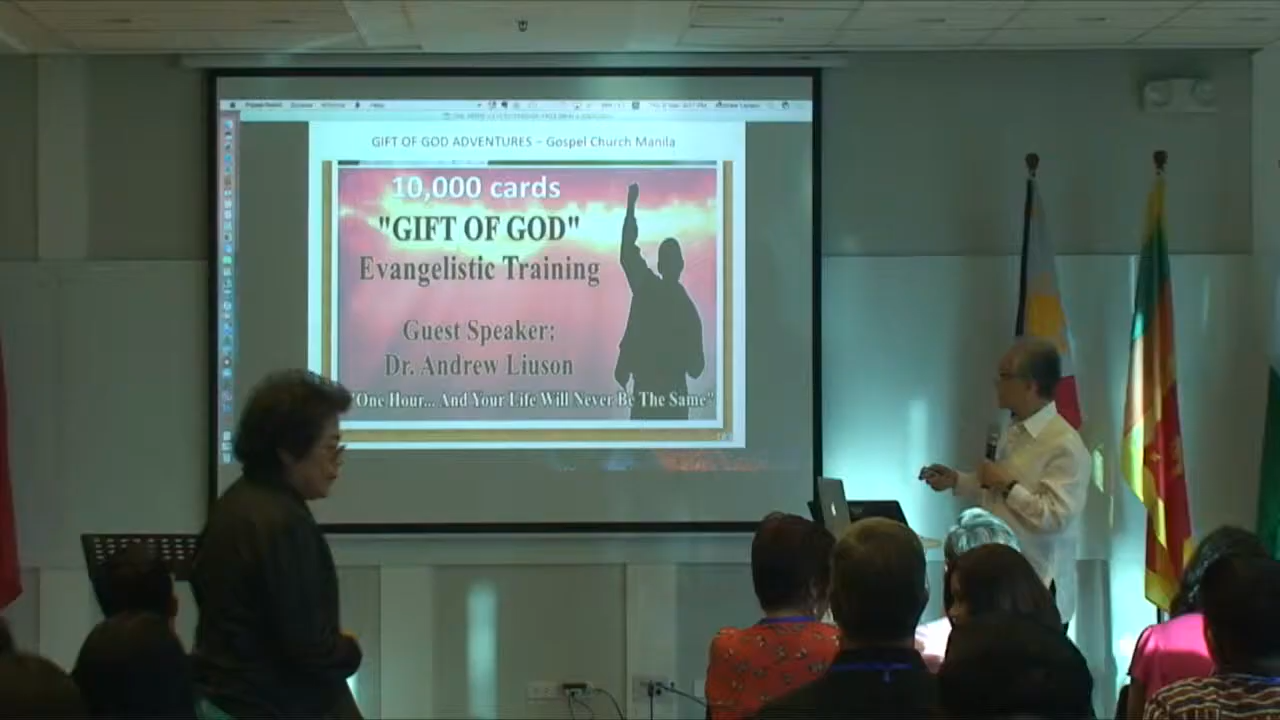 GIFT OF GOD ADVENTURES – Gospel Church Manila
10,000 cards
"GIFT OF GOD"
Evangelistic Training
Guest Speaker:
Dr. Andrew Liuson
"One Hour... And Your Life Will Never Be The Same"